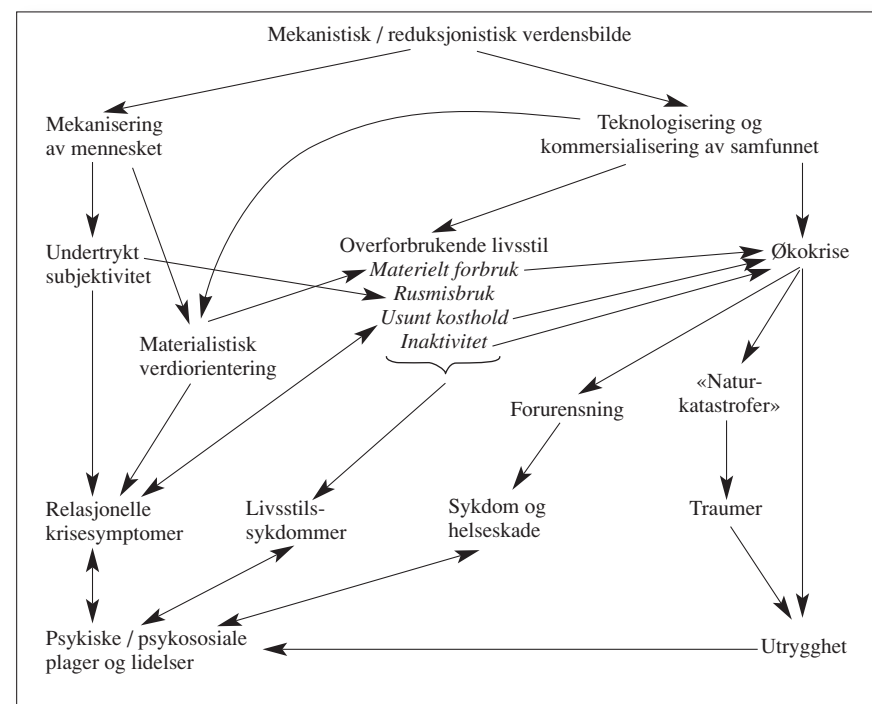 Mekanistisk / reduksjonistisk verdensbilde
Mekanisering
av mennesket
Teknologisering og
kommersialisering av samfunnet
Undertrykt
subjektivitet
Overforbrukende livsstil
Materielt forbruk
Rusmisbruk
Usunt kosthold
Inaktivitet
Økokrise
Materialistisk
verdiorientering
Forurensning
«Natur-
katastrofer»
Relasjonelle
krisesymptomer
Livsstils-
sykdommer
Sykdom og
helseskade
Traumer
Psykiske / psykososiale
plager og lidelser
Utrygghet